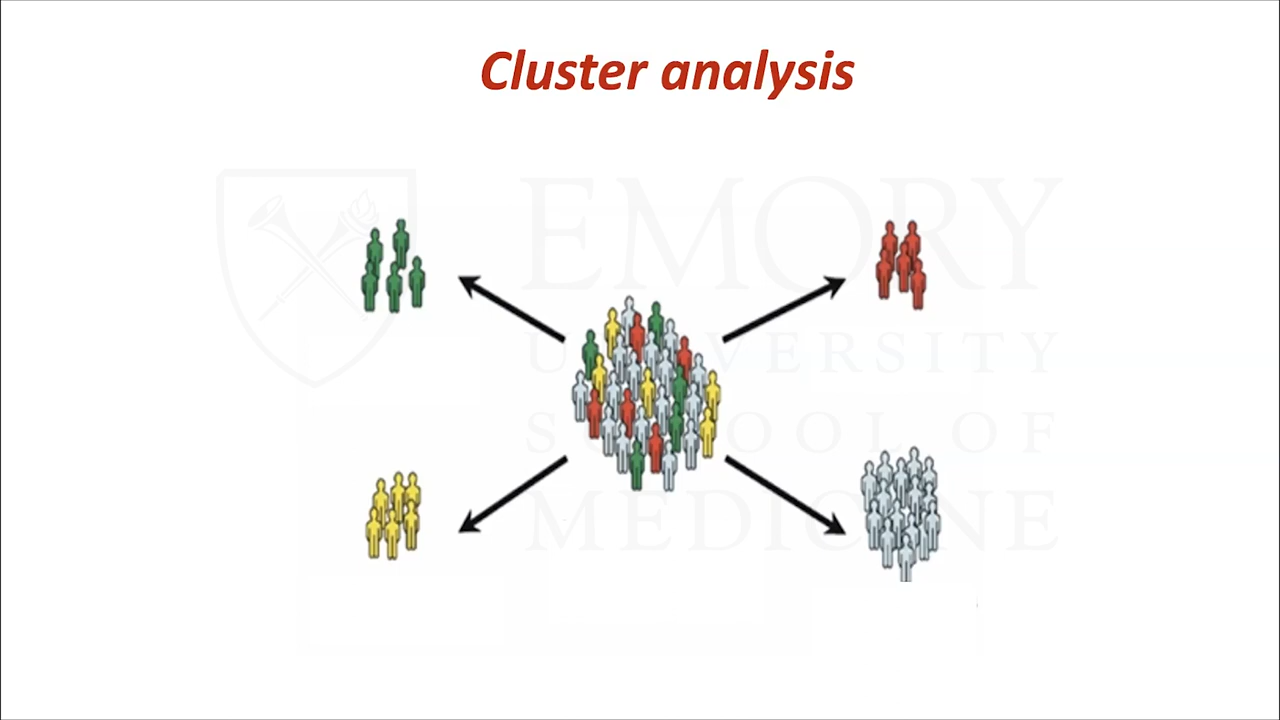 Cluster analysis
EMORY
UNIVERSITY
SCHOOL OF
MEDICINE